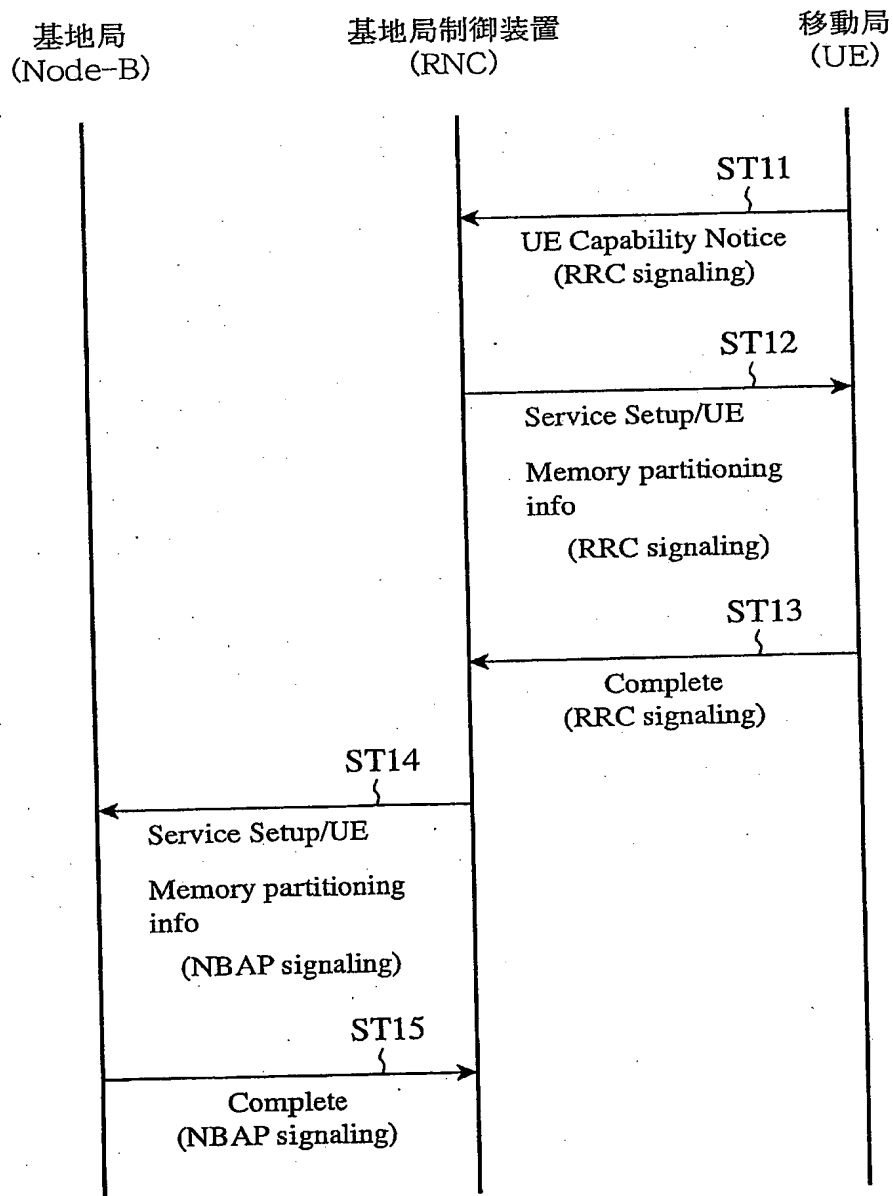 基地局
(Node-B)
基地局制御装置
(RNC)
移動局
(UE)
ST11
UE Capability Notice
(RRC signaling)
ST12
Service Setup/UE
Memory partitioning
info
(RRC signaling)
ST13
Complete
(RRC signaling)
ST14
Service Setup/UE
Memory partitioning
info
(NBAP signaling)
ST15
Complete
(NBAP signaling)